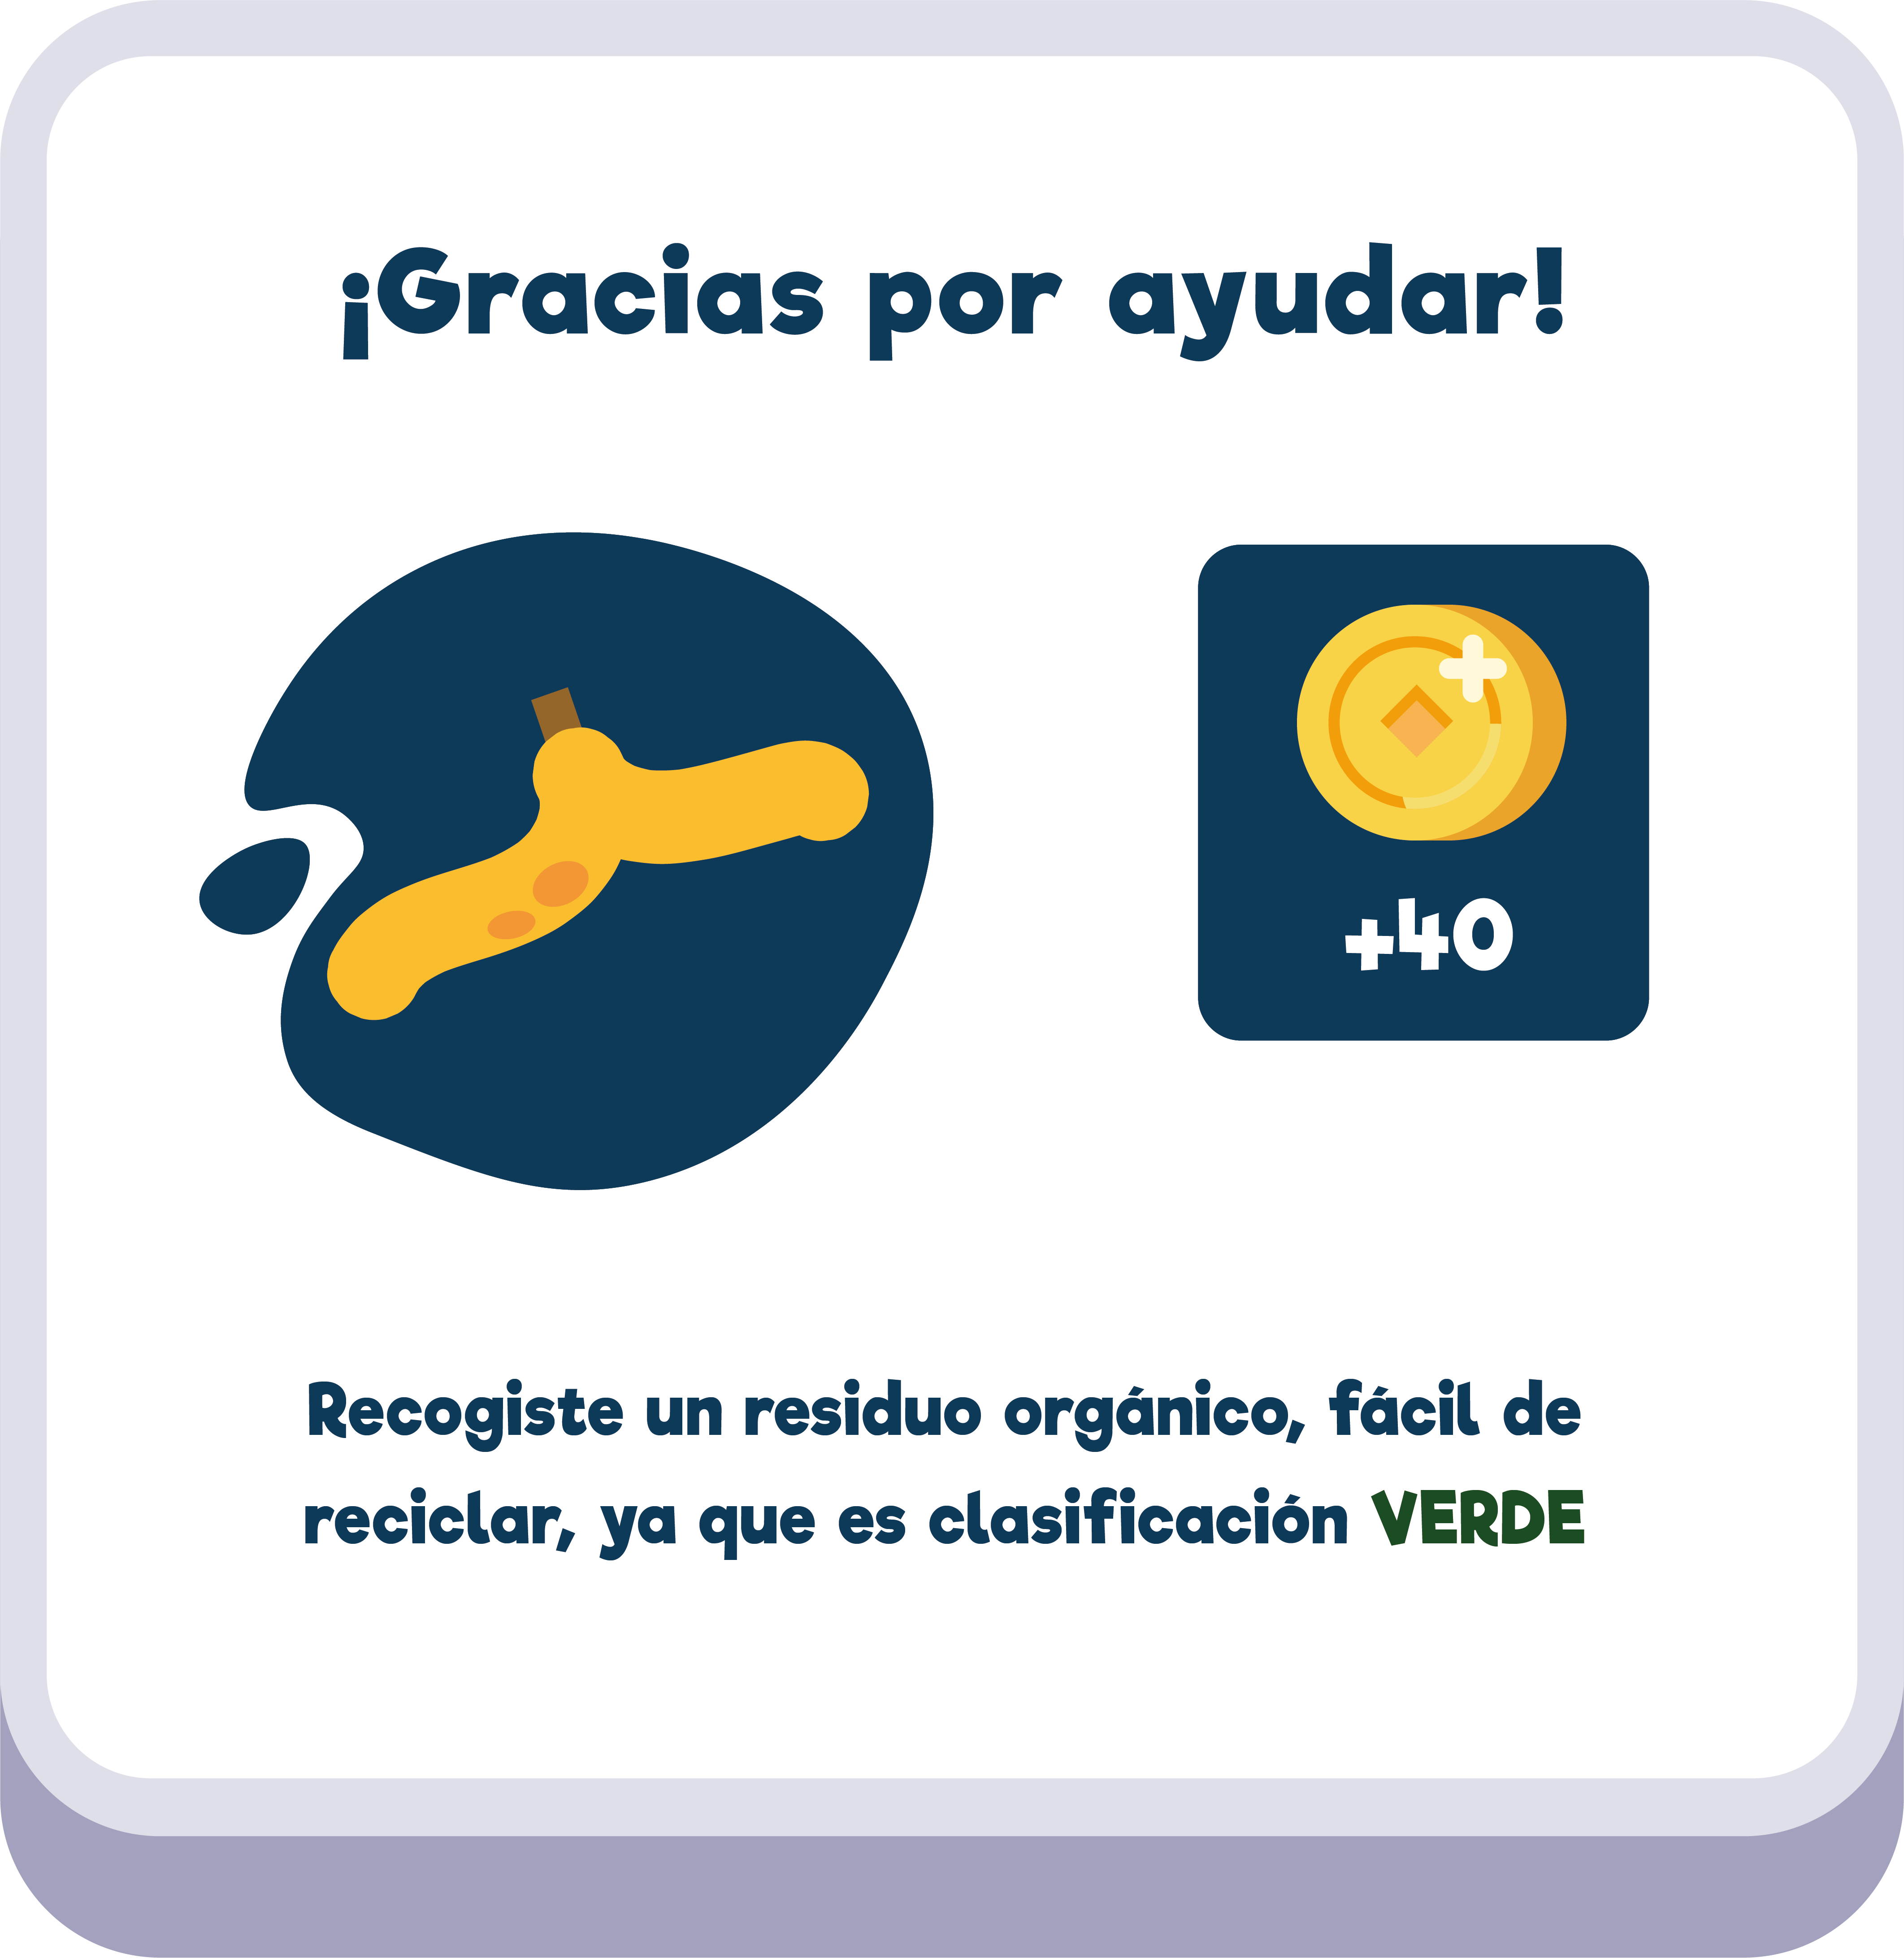 ¡Gracias por ayudar!
+40
Recogiste un residuo orgánico, fácil de
reciclar, ya que es clasificación VERDE